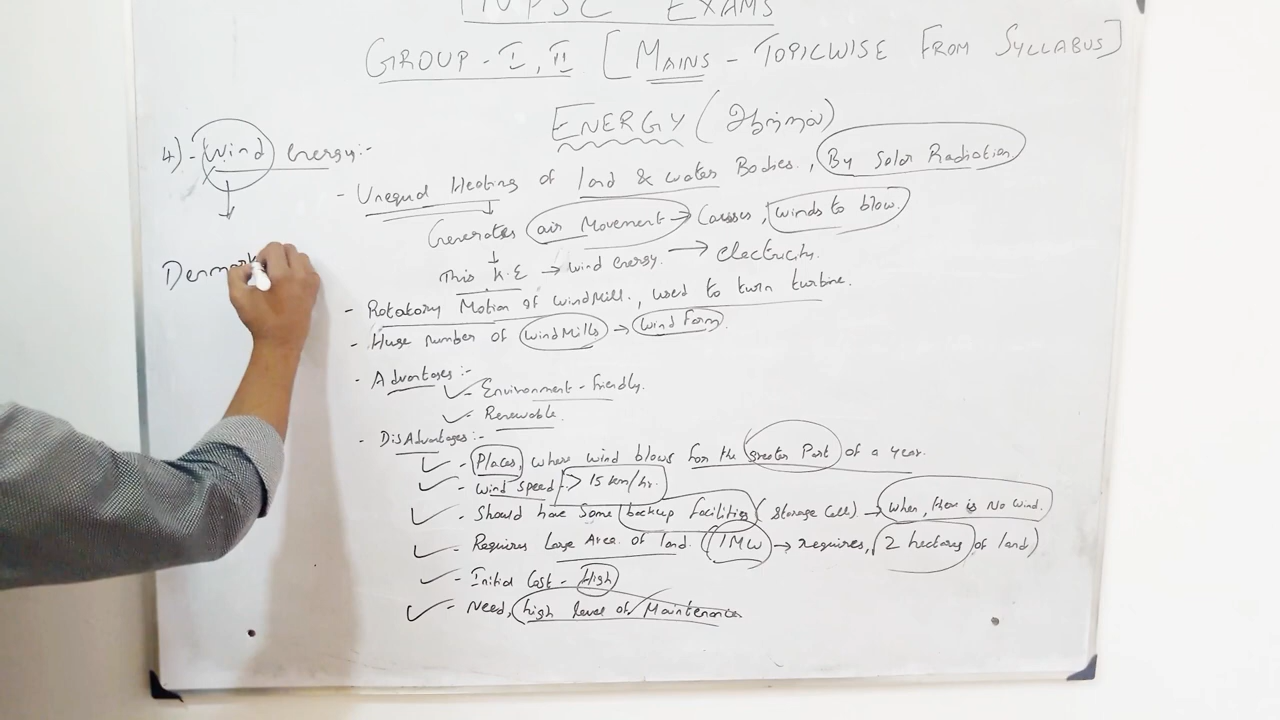 TNPSC EXAMS
GROUP - I, II [MAINS - TOPICWISE FROM SYLLABUS]
ENERGY (ஆற்றல்)
4) - Wind energy:-
- Unequal Heating of land & water Bodies, By Solar Radiation
Generates air Movement → Causes, winds to blow.
This K.E → wind energy. → electricity.
Denmark
- Rotatory Motion of windmill, used to turn turbine.
- Huge number of windMills → wind Farm.
- Advantages:-
- Environment-friendly.
- Renewable.
- DisAdvantages:-
- Places, where wind blows for the greater Part of a year.
- wind speed > 15 km/hr.
- Should have some backup facilities (Storage Cell) → when, there is No wind.
- Requires Large Area of land. (1MW → requires, 2 hectares of land)
- Initial Cost - High
- Need, high level of Maintenance